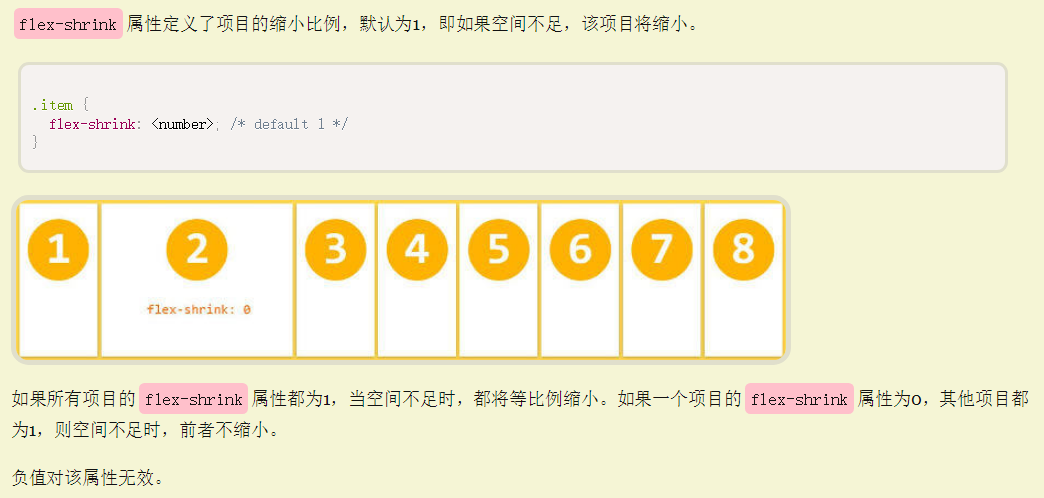 flex-shrink 属性定义了项目的缩小比例，默认为1，即如果空间不足，该项目将缩小。
.item {
  flex-shrink: <number>; /* default 1 */
}
1 2 3 4 5 6 7 8
flex-shrink: 0
如果所有项目的 flex-shrink 属性都为1，当空间不足时，都将等比例缩小。如果一个项目的 flex-shrink 属性为0，其他项目都
为1，则空间不足时，前者不缩小。
负值对该属性无效。